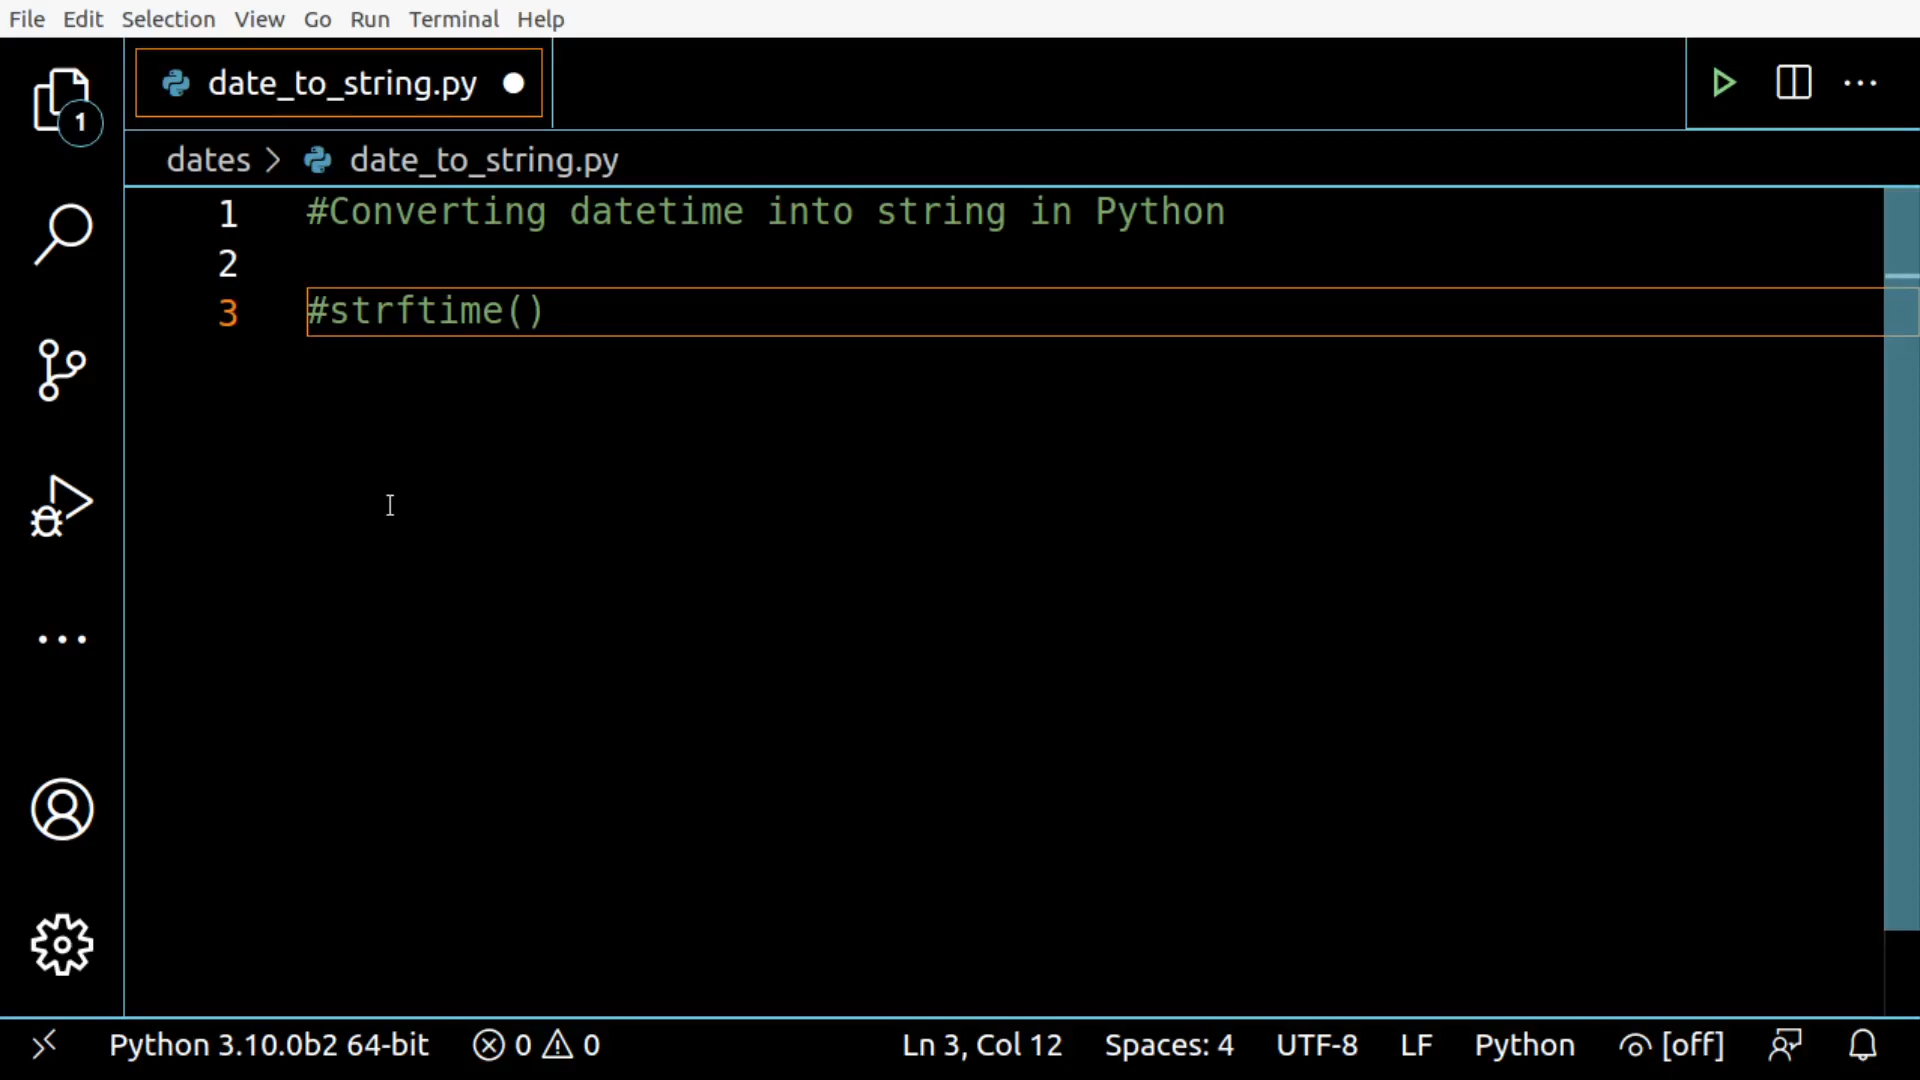 File Edit Selection View Go Run Terminal Help
date_to_string.py
1
dates > date_to_string.py
1 #Converting datetime into string in Python
2
3 #strftime()
Python 3.10.0b2 64-bit 0 0 Ln 3, Col 12 Spaces: 4 UTF-8 LF Python [off]